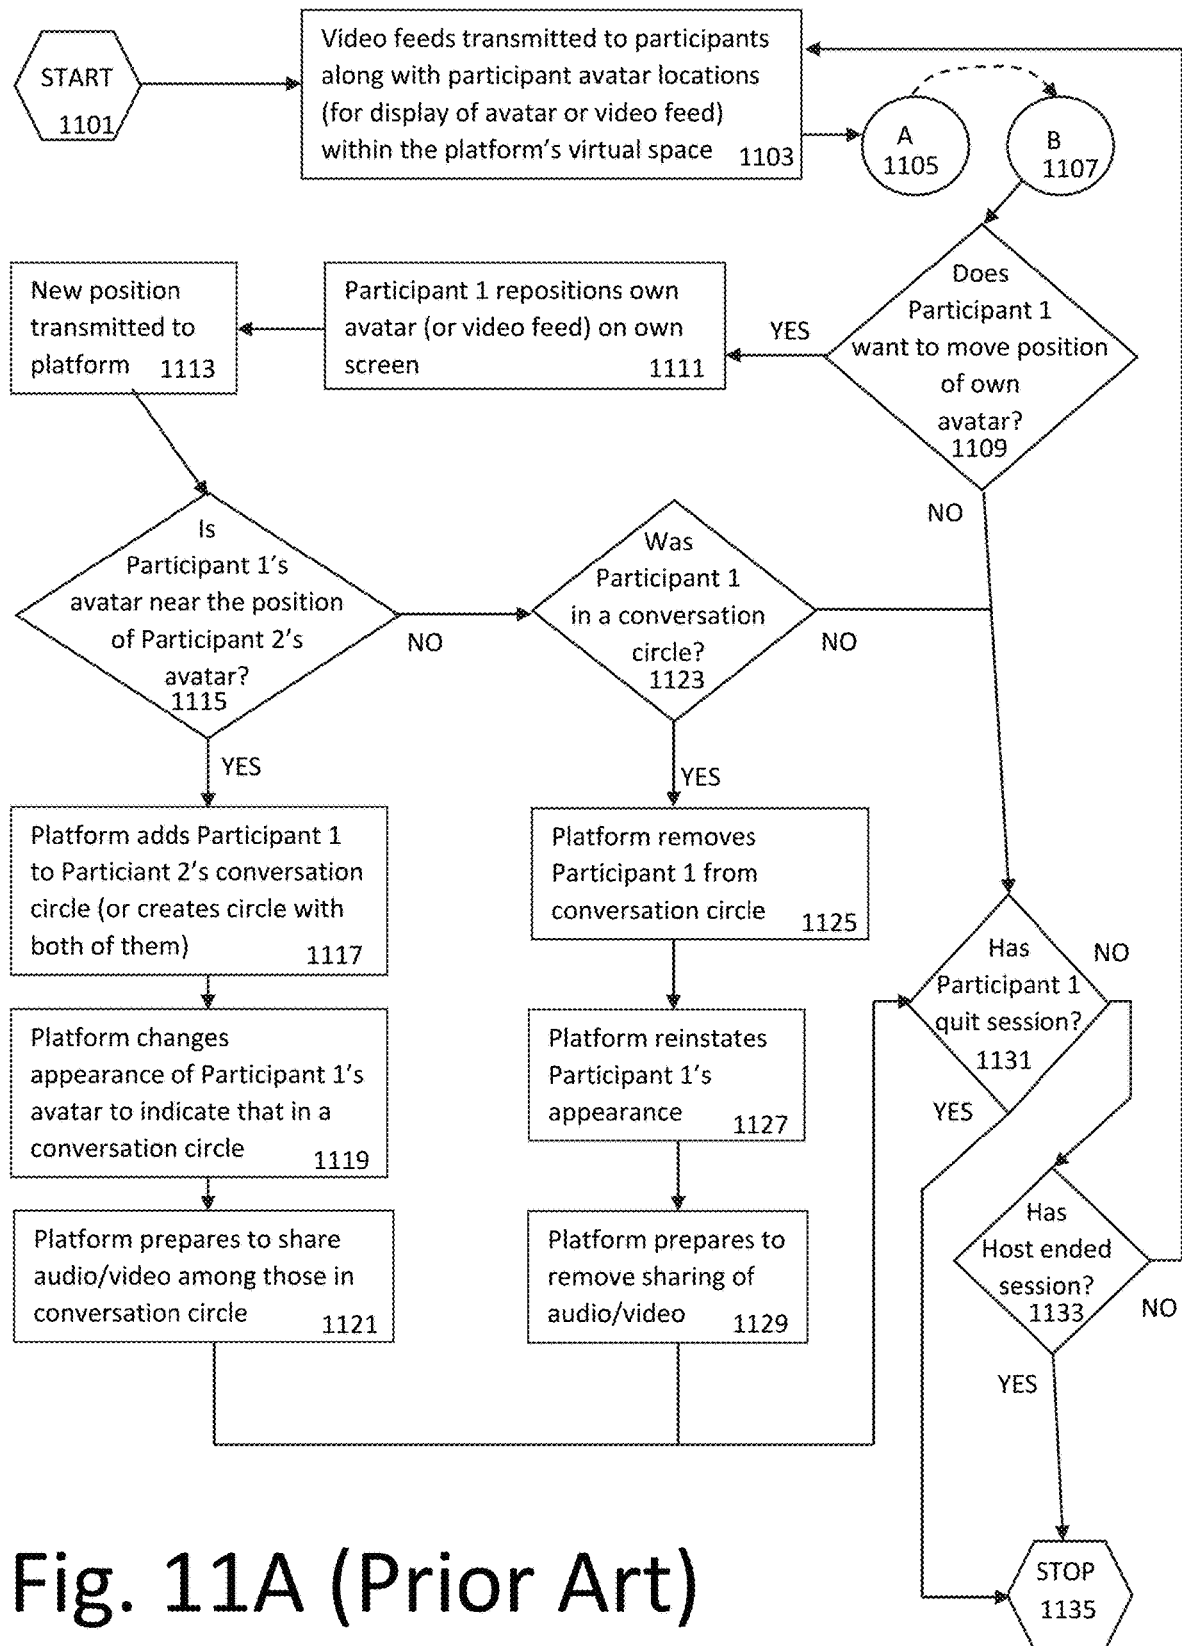 START
1101
Video feeds transmitted to participants
along with participant avatar locations
(for display of avatar or video feed)
within the platform's virtual space 1103
A
1105
B
1107
Does
Participant 1
want to move position
of own
avatar?
1109
YES
NO
Participant 1 repositions own
avatar (or video feed) on own
screen 1111
New position
transmitted to
platform 1113
Is
Participant 1's
avatar near the position
of Participant 2's
avatar?
1115
NO
YES
Was
Participant 1
in a conversation
circle?
1123
NO
YES
Platform adds Participant 1
to Particiant 2's conversation
circle (or creates circle with
both of them) 1117
Platform changes
appearance of Participant 1's
avatar to indicate that in a
conversation circle 1119
Platform prepares to share
audio/video among those in
conversation circle 1121
Platform removes
Participant 1 from
conversation circle 1125
Platform reinstates
Participant 1's
appearance 1127
Platform prepares to
remove sharing of
audio/video 1129
Has
Participant 1
quit session?
1131
NO
YES
Has
Host ended
session?
1133
NO
YES
STOP
1135
Fig. 11A (Prior Art)